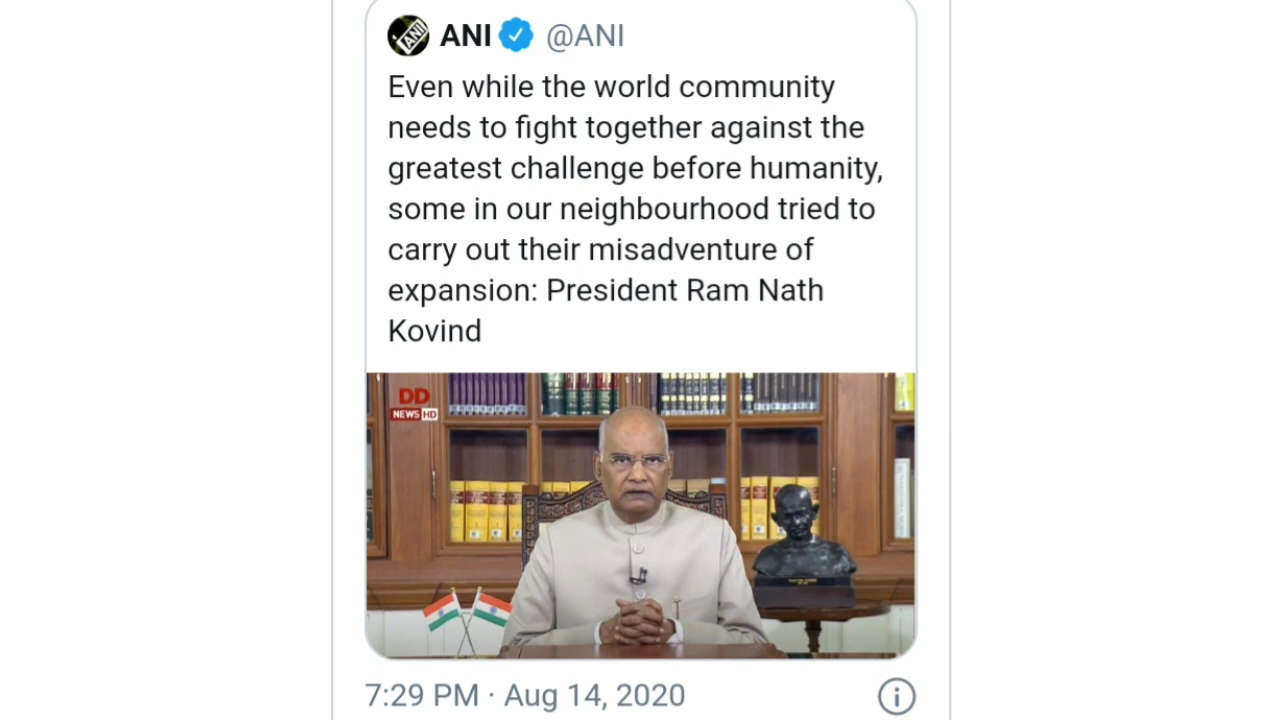 ANI @ANI
Even while the world community
needs to fight together against the
greatest challenge before humanity,
some in our neighbourhood tried to
carry out their misadventure of
expansion: President Ram Nath
Kovind
DD
NEWS HD
7:29 PM · Aug 14, 2020